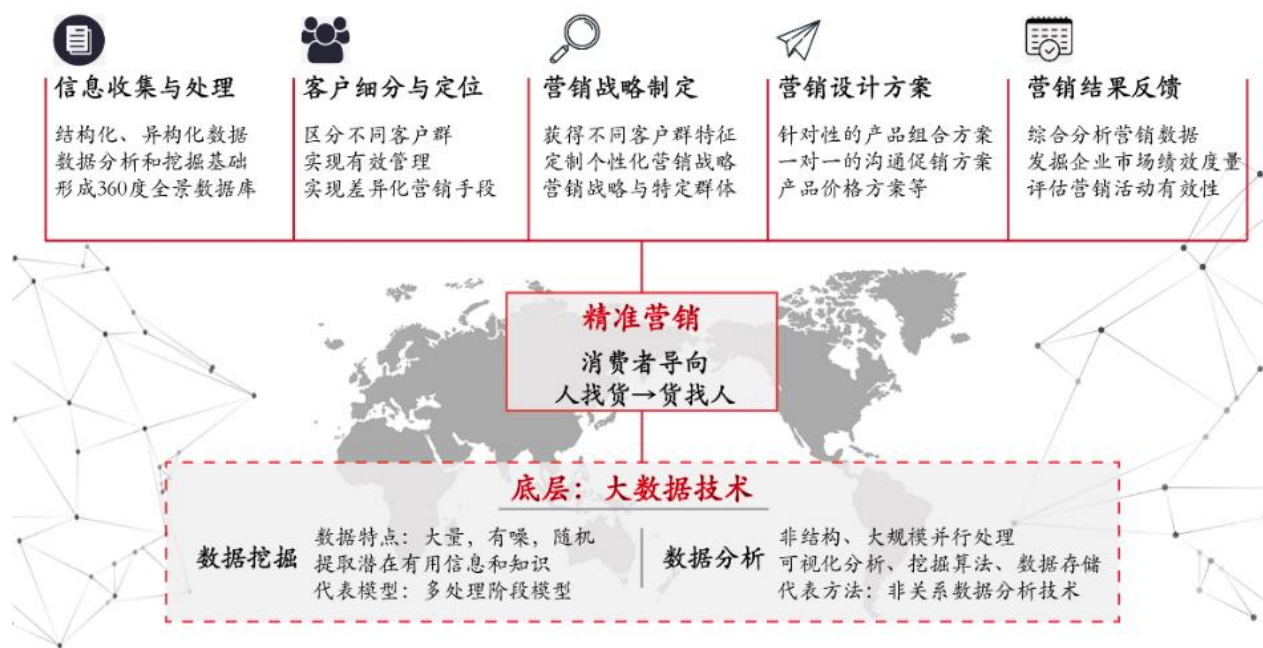 信息收集与处理
结构化、异构化数据
数据分析和挖掘基础
形成360度全景数据库
客户细分与定位
区分不同客户群
实现有效管理
实现差异化营销手段
营销战略制定
获得不同客户群特征
定制个性化营销战略
营销战略与特定群体
营销设计方案
针对性的产品组合方案
一对一的沟通促销方案
产品价格方案等
营销结果反馈
综合分析营销数据
发掘企业市场绩效度量
评估营销活动有效性
精准营销
消费者导向
人找货→货找人
底层：大数据技术
数据挖掘
数据特点：大量，有噪，随机
提取潜在有用信息和知识
代表模型：多处理阶段模型
数据分析
非结构、大规模并行处理
可视化分析、挖掘算法、数据存储
代表方法：非关系数据分析技术